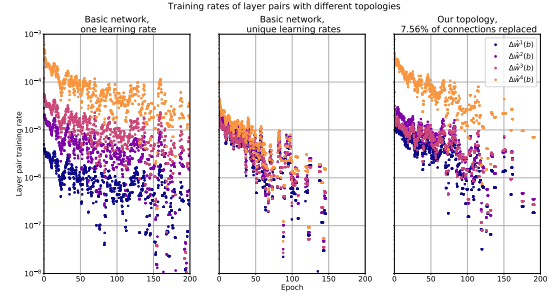 Training rates of layer pairs with different topologies
Basic network,
one learning rate
Basic network,
unique learning rates
Our topology,
7.56% of connections replaced
Layer pair training rate
10⁻³
10⁻⁴
10⁻⁵
10⁻⁶
10⁻⁷
10⁻⁸
0 50 100 150 200
0 50 100 150 200
0 50 100 150 200
Epoch
Δŵ¹(b)
Δŵ²(b)
Δŵ³(b)
Δŵ⁴(b)